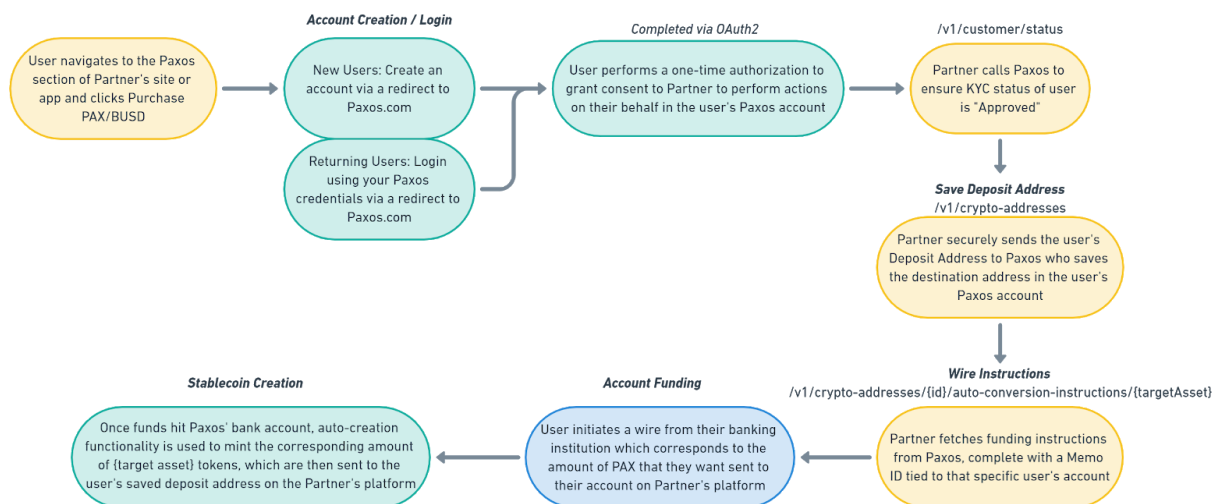 Account Creation / Login
Completed via OAuth2
/v1/customer/status
User navigates to the Paxos
section of Partner's site or
app and clicks Purchase
PAX/BUSD
New Users: Create an
account via a redirect to
Paxos.com
Returning Users: Login
using your Paxos
credentials via a redirect to
Paxos.com
User performs a one-time authorization to
grant consent to Partner to perform actions
on their behalf in the user's Paxos account
Partner calls Paxos to
ensure KYC status of user
is "Approved"
Save Deposit Address
/v1/crypto-addresses
Partner securely sends the user's
Deposit Address to Paxos who saves
the destination address in the user's
Paxos account
Wire Instructions
/v1/crypto-addresses/{id}/auto-conversion-instructions/{targetAsset}
Partner fetches funding instructions
from Paxos, complete with a Memo
ID tied to that specific user's account
Account Funding
User initiates a wire from their banking
institution which corresponds to the
amount of PAX that they want sent to
their account on Partner's platform
Stablecoin Creation
Once funds hit Paxos' bank account, auto-creation
functionality is used to mint the corresponding amount
of {target asset} tokens, which are then sent to the
user's saved deposit address on the Partner's platform